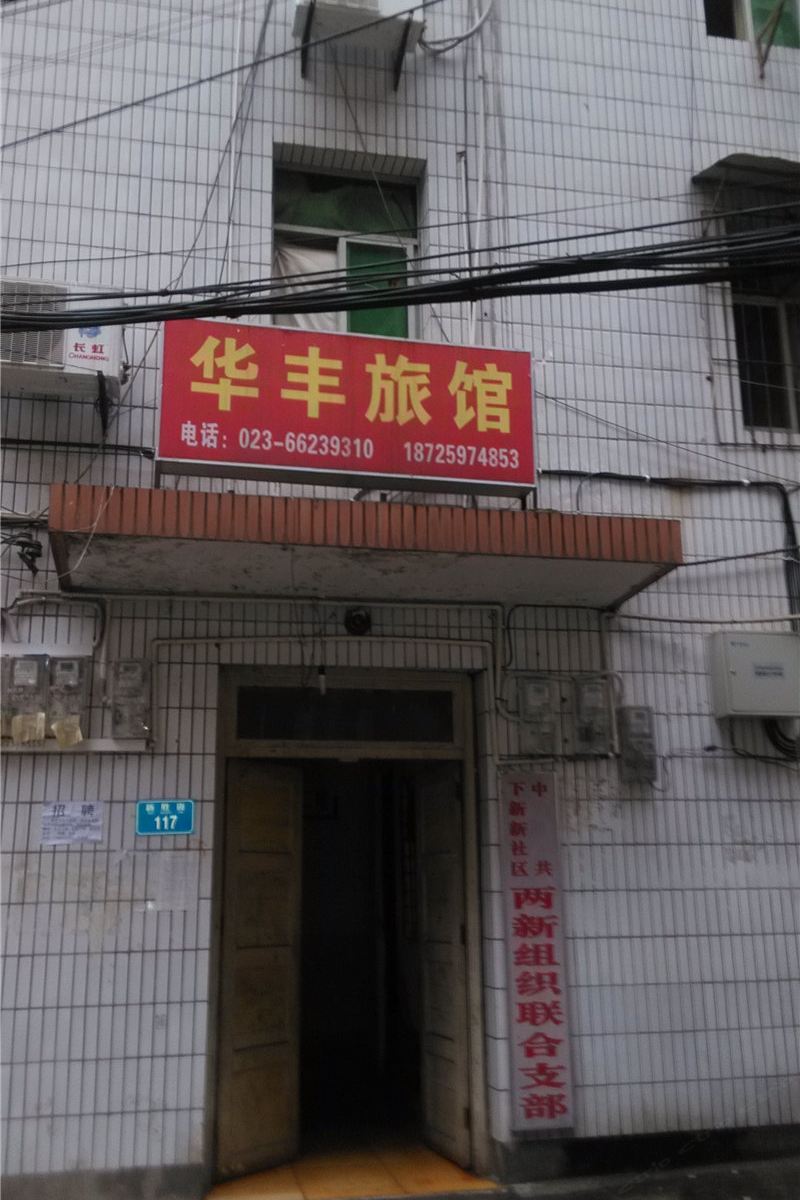 长虹
CHANGHONG
华丰旅馆
电话：023-66239310 18725974853
招聘
117
中共
下新新社区
两新组织联合支部